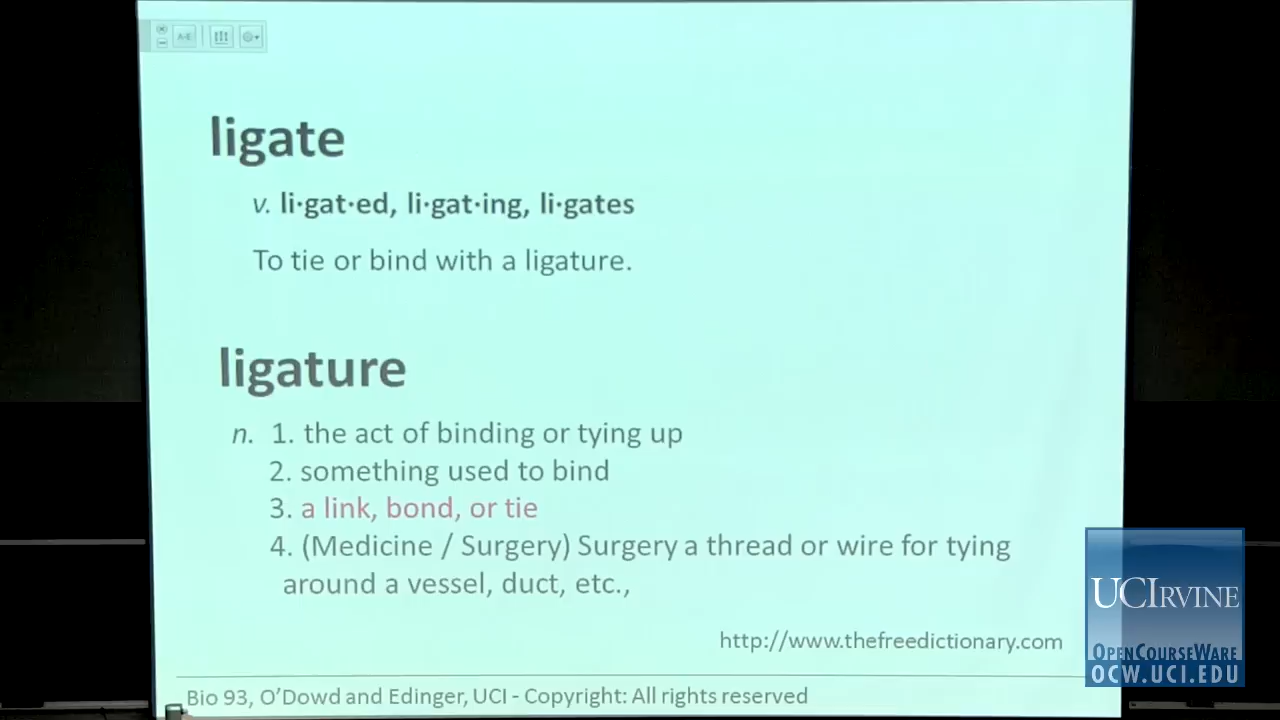 A-E
ligate
v. li·gat·ed, li·gat·ing, li·gates
To tie or bind with a ligature.
ligature
n. 1. the act of binding or tying up
2. something used to bind
3. a link, bond, or tie
4. (Medicine / Surgery) Surgery a thread or wire for tying
around a vessel, duct, etc.,
http://www.thefreedictionary.com
Bio 93, O'Dowd and Edinger, UCI - Copyright: All rights reserved
UCIRVINE
OPENCOURSEWARE
OCW.UCI.EDU